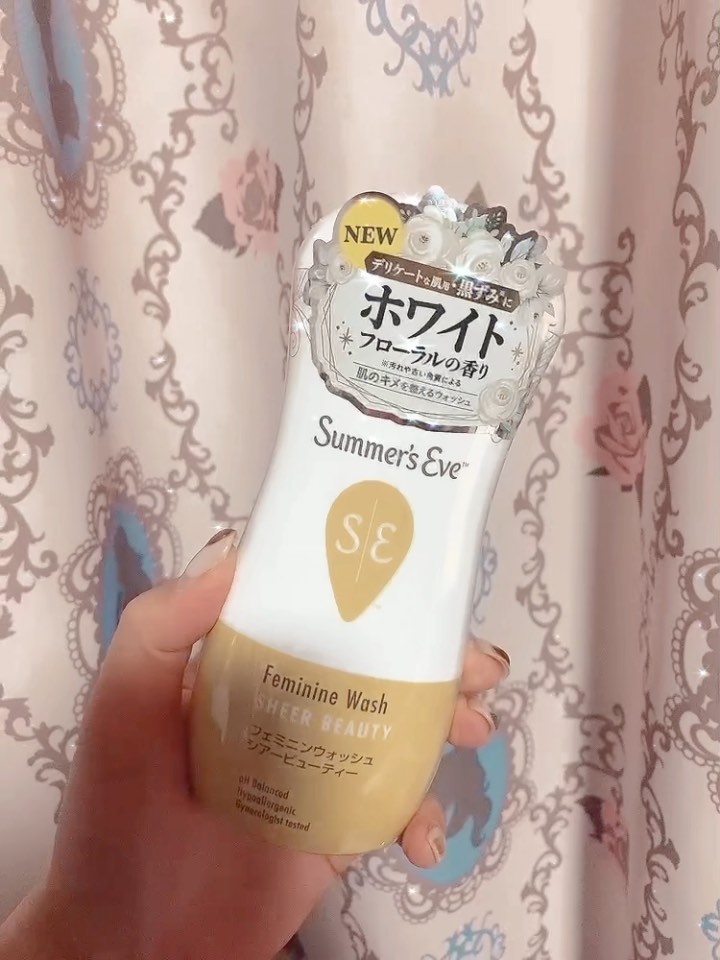 NEW
デリケートな肌用・黒ずみ※に
ホワイト
フローラルの香り
※汚れや古い角質による
肌のキメを整えるウォッシュ
Summer's Eve™
S|E
Feminine Wash
SHEER BEAUTY
フェミニンウォッシュ
シアービューティー
pH Balanced
Hypoallergenic
Gynecologist tested